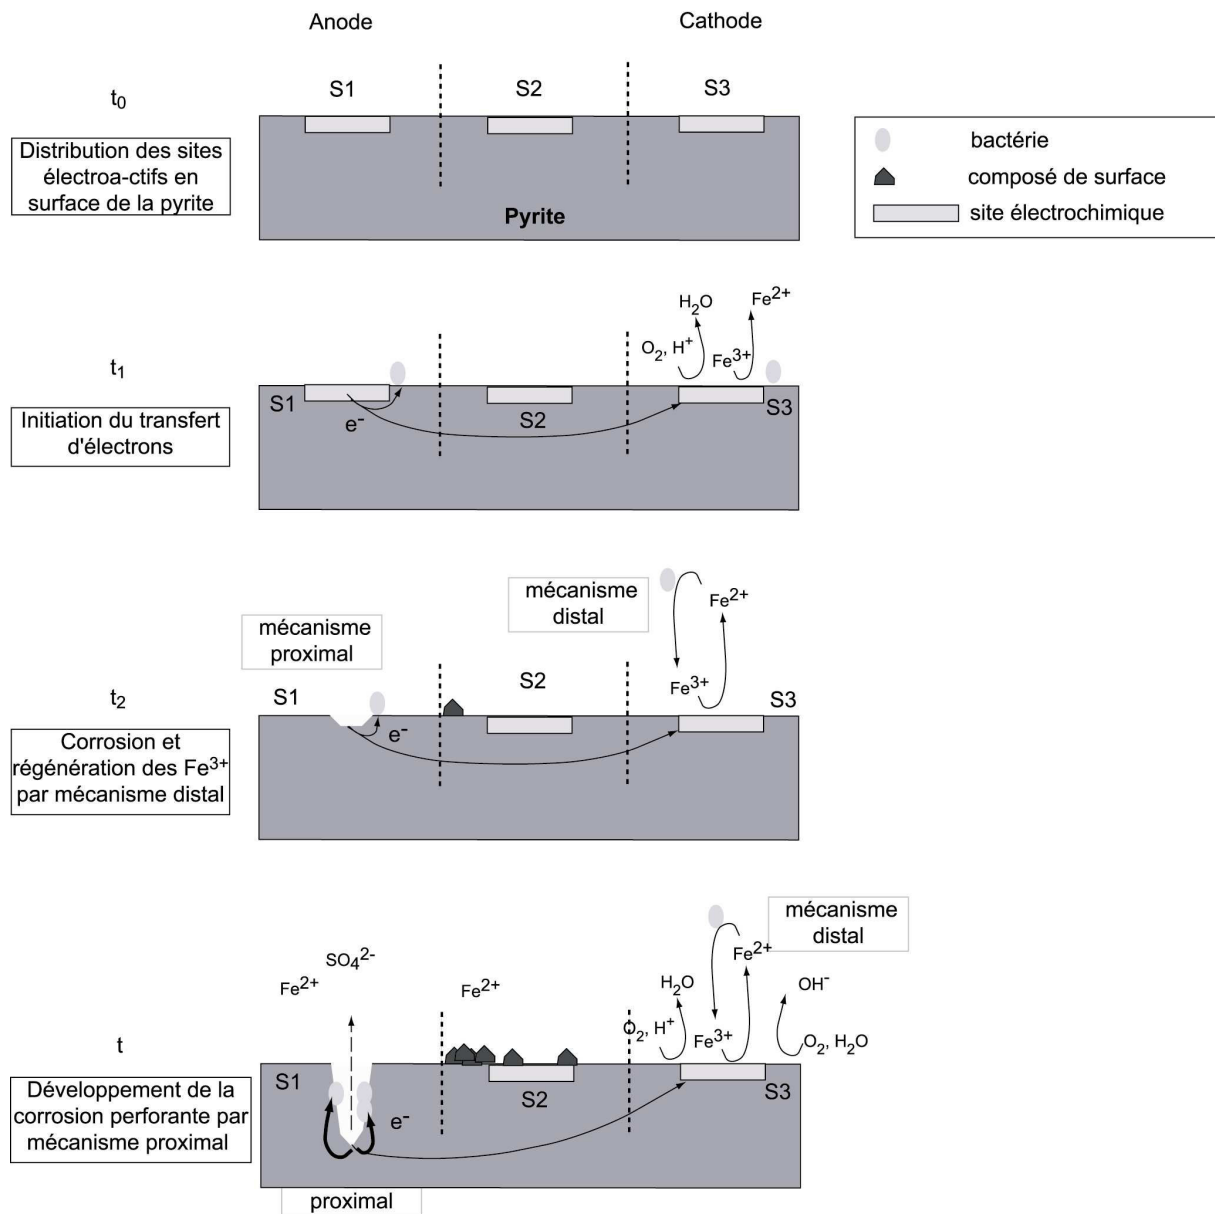 Anode
Cathode
t0
S1
S2
S3
Distribution des sites
électroa-ctifs en
surface de la pyrite
Pyrite
bactérie
composé de surface
site électrochimique
t1
Initiation du transfert
d'électrons
S1
e-
S2
O2, H+
H2O
Fe3+
Fe2+
S3
t2
Corrosion et
régénération des Fe3+
par mécanisme distal
mécanisme
proximal
S1
e-
S2
mécanisme
distal
Fe2+
Fe3+
S3
t
Développement de la
corrosion perforante par
mécanisme proximal
Fe2+
SO42-
S1
e-
proximal
Fe2+
S2
O2, H+
H2O
Fe3+
Fe2+
mécanisme
distal
OH-
O2, H2O
S3